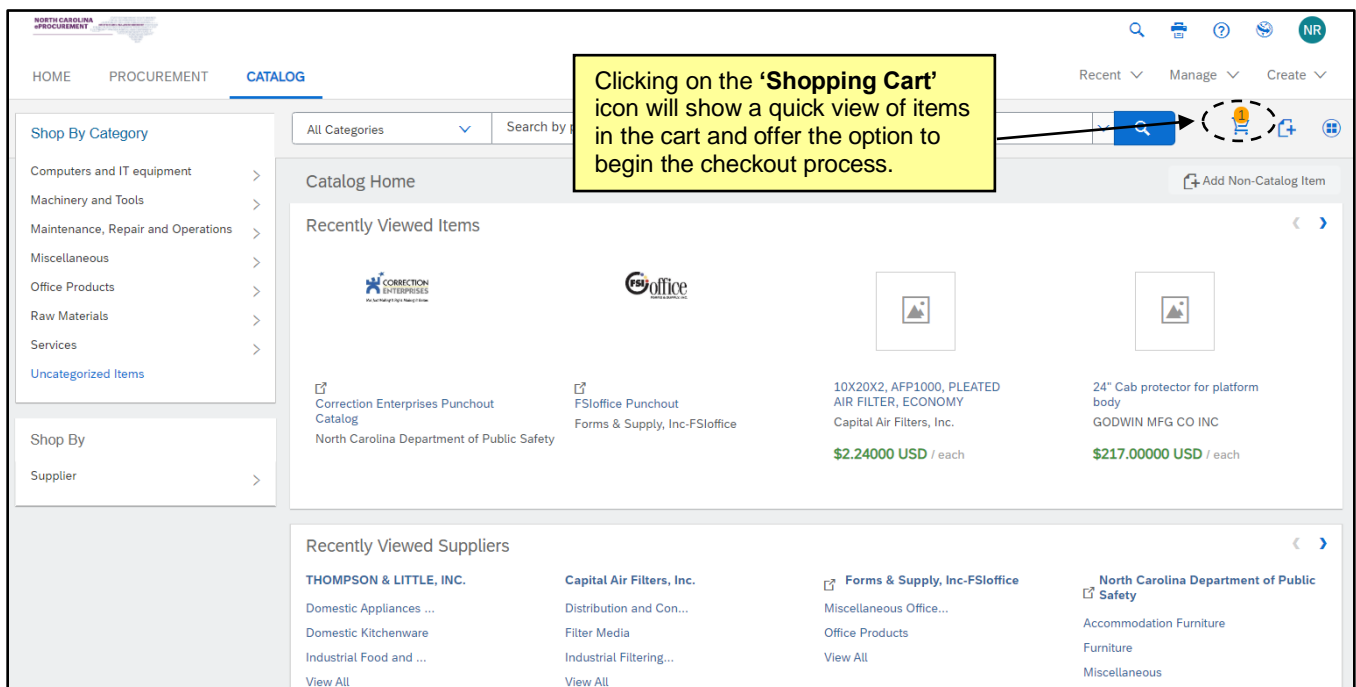 NORTH CAROLINA
ePROCUREMENT
NR
HOME PROCUREMENT CATALOG
Recent Manage Create
Clicking on the ‘Shopping Cart’
icon will show a quick view of items
in the cart and offer the option to
begin the checkout process.
Shop By Category
Computers and IT equipment
Machinery and Tools
Maintenance, Repair and Operations
Miscellaneous
Office Products
Raw Materials
Services
Uncategorized Items
Shop By
Supplier
All Categories Search by
1
Catalog Home
Add Non-Catalog Item
Recently Viewed Items
CORRECTION
ENTERPRISES
FSIoffice
Correction Enterprises Punchout
Catalog
North Carolina Department of Public Safety
FSIoffice Punchout
Forms & Supply, Inc-FSIoffice
10X20X2, AFP1000, PLEATED
AIR FILTER, ECONOMY
Capital Air Filters, Inc.
$2.24000 USD / each
24" Cab protector for platform
body
GODWIN MFG CO INC
$217.00000 USD / each
Recently Viewed Suppliers
THOMPSON & LITTLE, INC.
Domestic Appliances ...
Domestic Kitchenware
Industrial Food and ...
View All
Capital Air Filters, Inc.
Distribution and Con...
Filter Media
Industrial Filtering...
View All
Forms & Supply, Inc-FSIoffice
Miscellaneous Office...
Office Products
View All
North Carolina Department of Public
Safety
Accommodation Furniture
Furniture
Miscellaneous